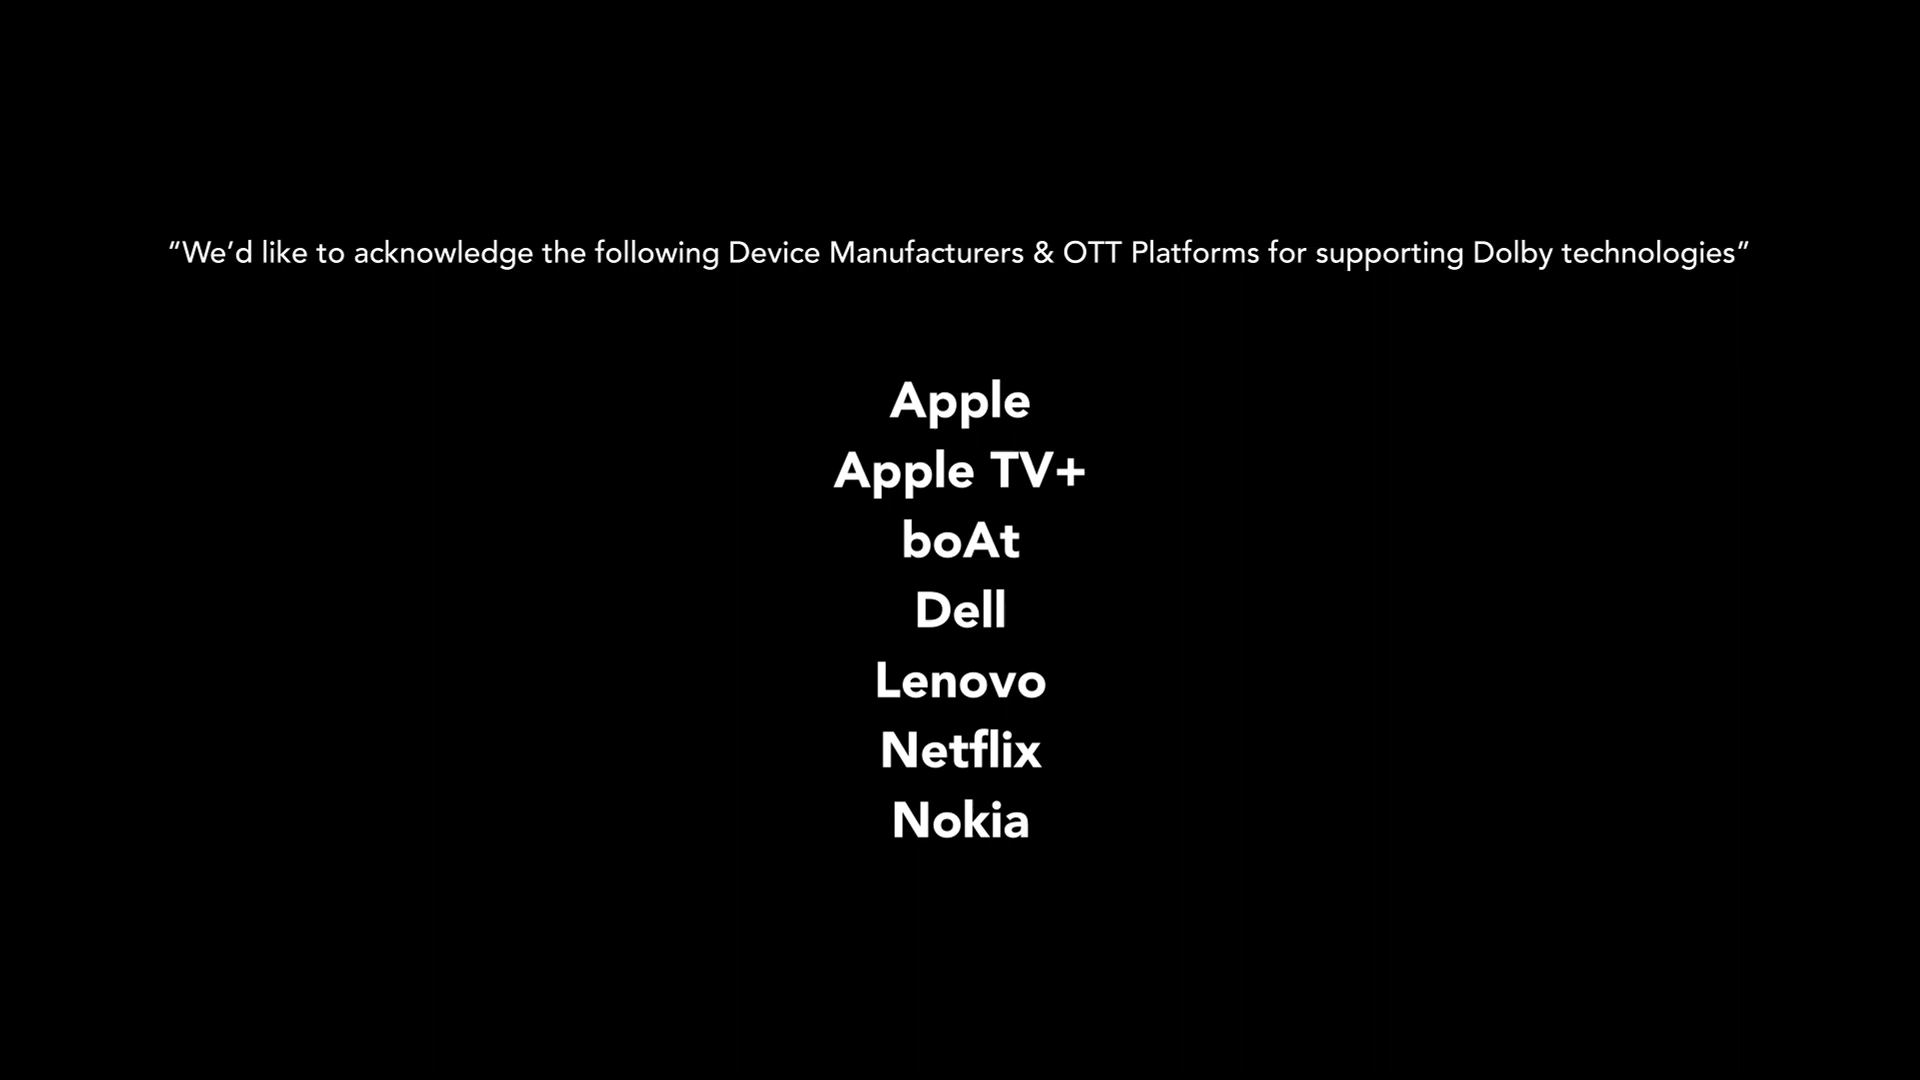 "We'd like to acknowledge the following Device Manufacturers & OTT Platforms for supporting Dolby technologies"
Apple
Apple TV+
boAt
Dell
Lenovo
Netflix
Nokia